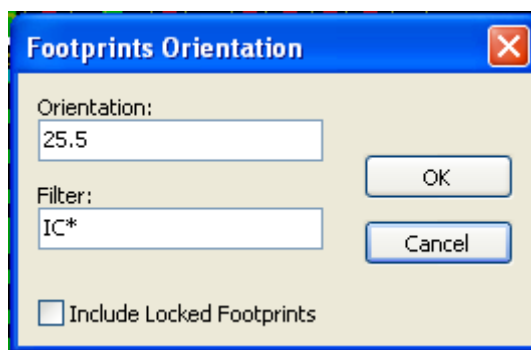 Footprints Orientation
Orientation:
25.5
OK
Filter:
IC*
Cancel
Include Locked Footprints